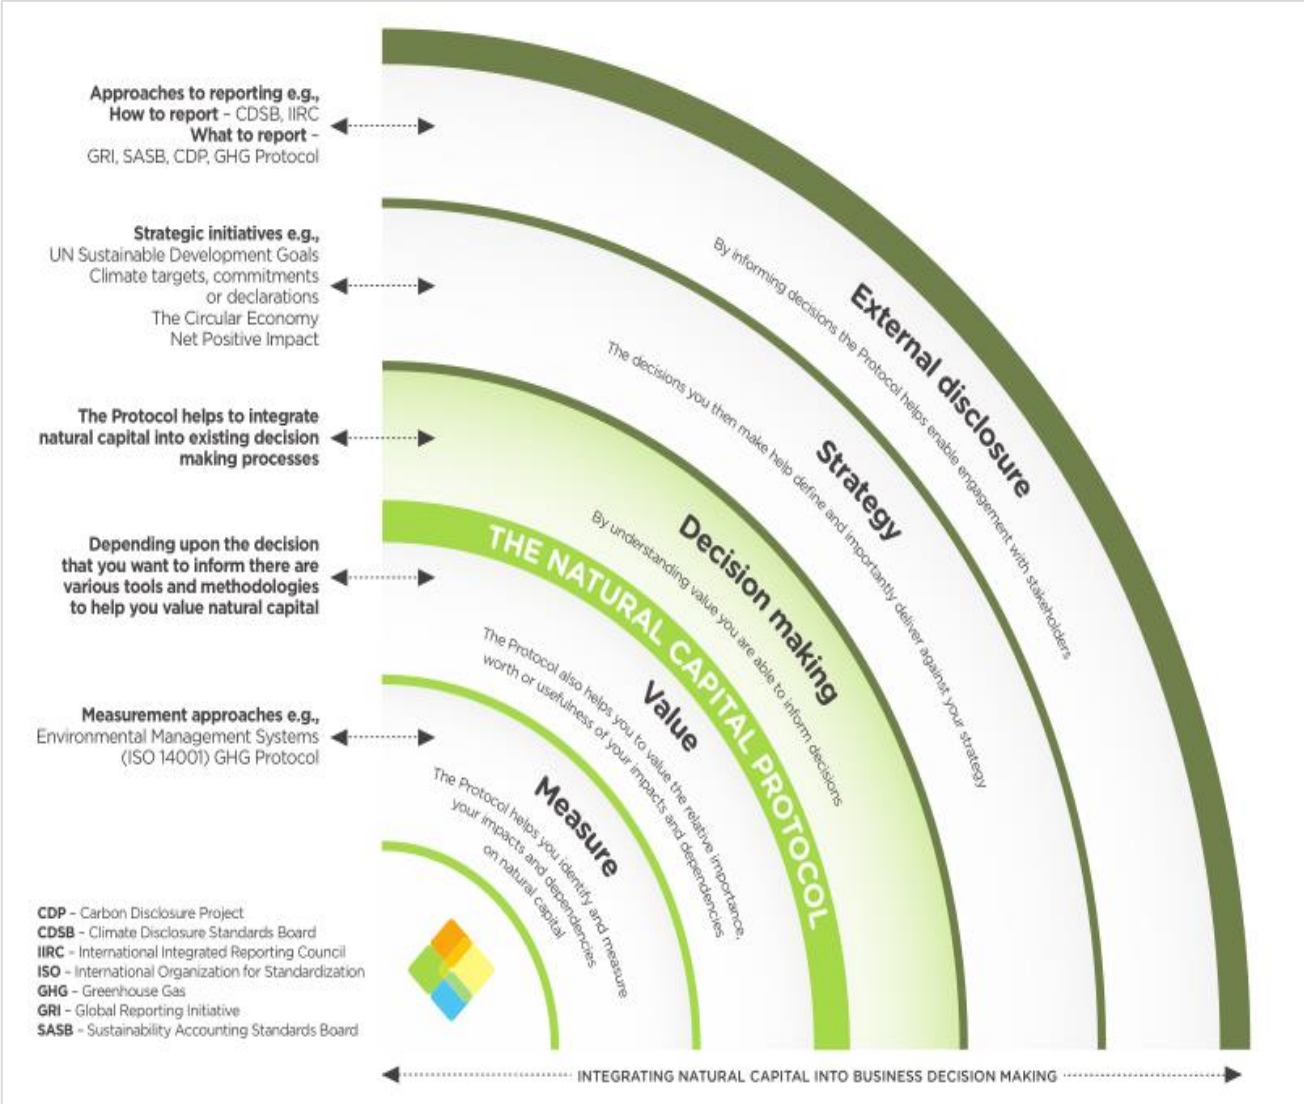 Approaches to reporting e.g.,
How to report – CDSB, IIRC
What to report –
GRI, SASB, CDP, GHG Protocol
Strategic initiatives e.g.,
UN Sustainable Development Goals
Climate targets, commitments
or declarations
The Circular Economy
Net Positive Impact
The Protocol helps to integrate
natural capital into existing decision
making processes
Depending upon the decision
that you want to inform there are
various tools and methodologies
to help you value natural capital
Measurement approaches e.g.,
Environmental Management Systems
(ISO 14001) GHG Protocol
CDP – Carbon Disclosure Project
CDSB – Climate Disclosure Standards Board
IIRC – International Integrated Reporting Council
ISO – International Organization for Standardization
GHG – Greenhouse Gas
GRI – Global Reporting Initiative
SASB – Sustainability Accounting Standards Board
External disclosure
By informing decisions the Protocol helps enable engagement with stakeholders
Strategy
The decisions you then make help define and importantly deliver against your strategy
Decision making
By understanding value you are able to inform decisions
THE NATURAL CAPITAL PROTOCOL
Value
The Protocol also helps you to value the relative importance,
worth or usefulness of your impacts and dependencies
Measure
The Protocol helps you identify and measure
your impacts and dependencies
on natural capital
INTEGRATING NATURAL CAPITAL INTO BUSINESS DECISION MAKING